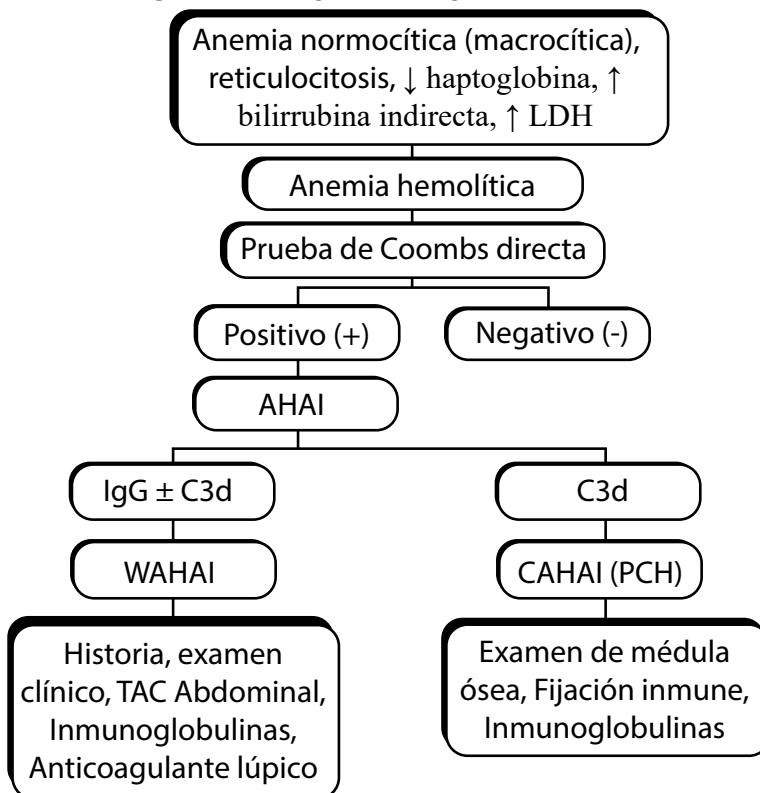 Anemia normocítica (macrocítica),
reticulocitosis, ↓ haptoglobina, ↑
bilirrubina indirecta, ↑ LDH
Anemia hemolítica
Prueba de Coombs directa
Positivo (+)
Negativo (-)
AHAI
IgG ± C3d
C3d
WAHAI
CAHAI (PCH)
Historia, examen
clínico, TAC Abdominal,
Inmunoglobulinas,
Anticoagulante lúpico
Examen de médula
ósea, Fijación inmune,
Inmunoglobulinas